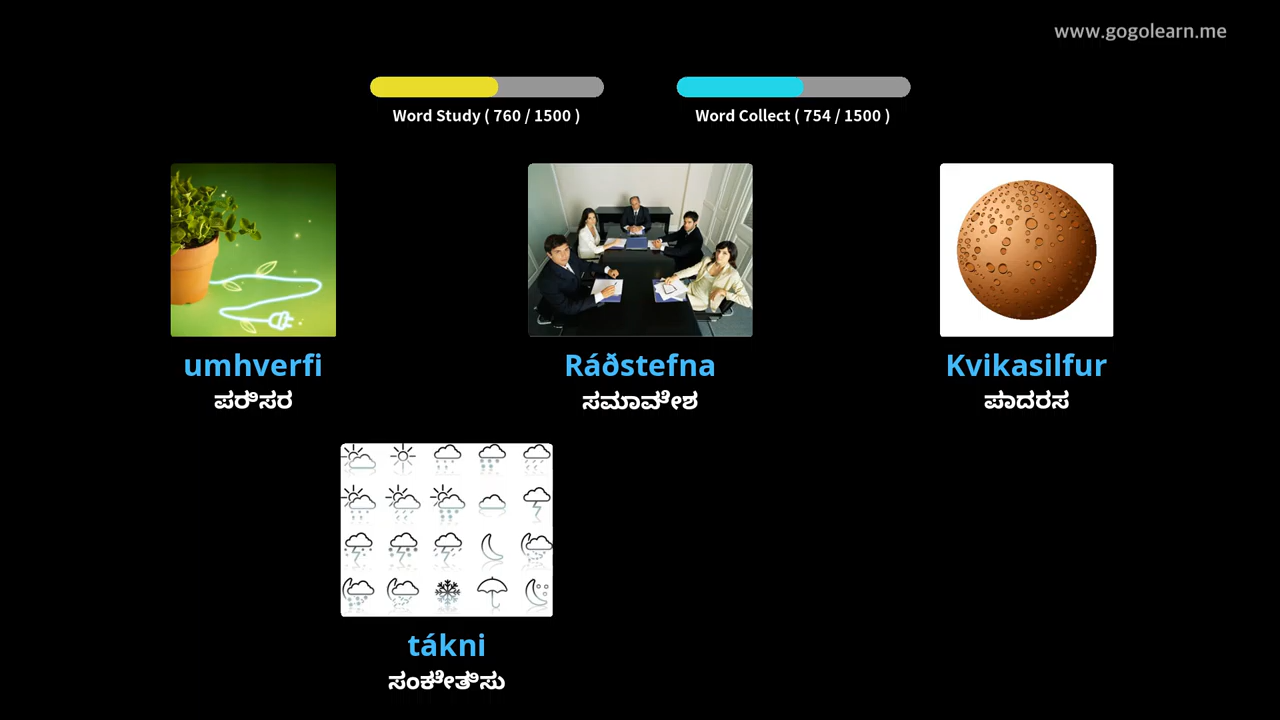 www.gogolearn.me
Word Study ( 760 / 1500 )
Word Collect ( 754 / 1500 )
umhverfi
Ráðstefna
Kvikasilfur
ಪರಿಸರ
ಸಮಾವೇಶ
ಪಾದರಸ
tákni
ಸಂಕೇತಿಸು